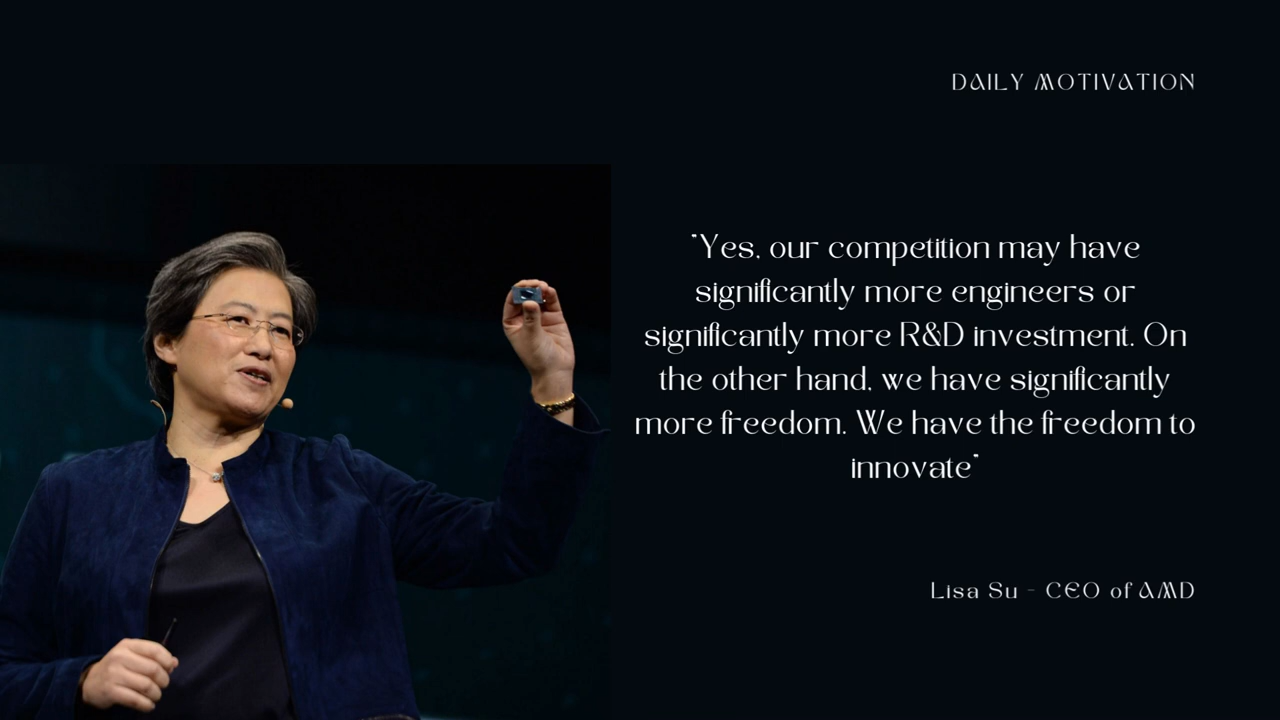 DAILY MOTIVATION
"Yes, our competition may have
significantly more engineers or
significantly more R&D investment. On
the other hand, we have significantly
more freedom. We have the freedom to
innovate"
Lisa Su - CEO of AMD